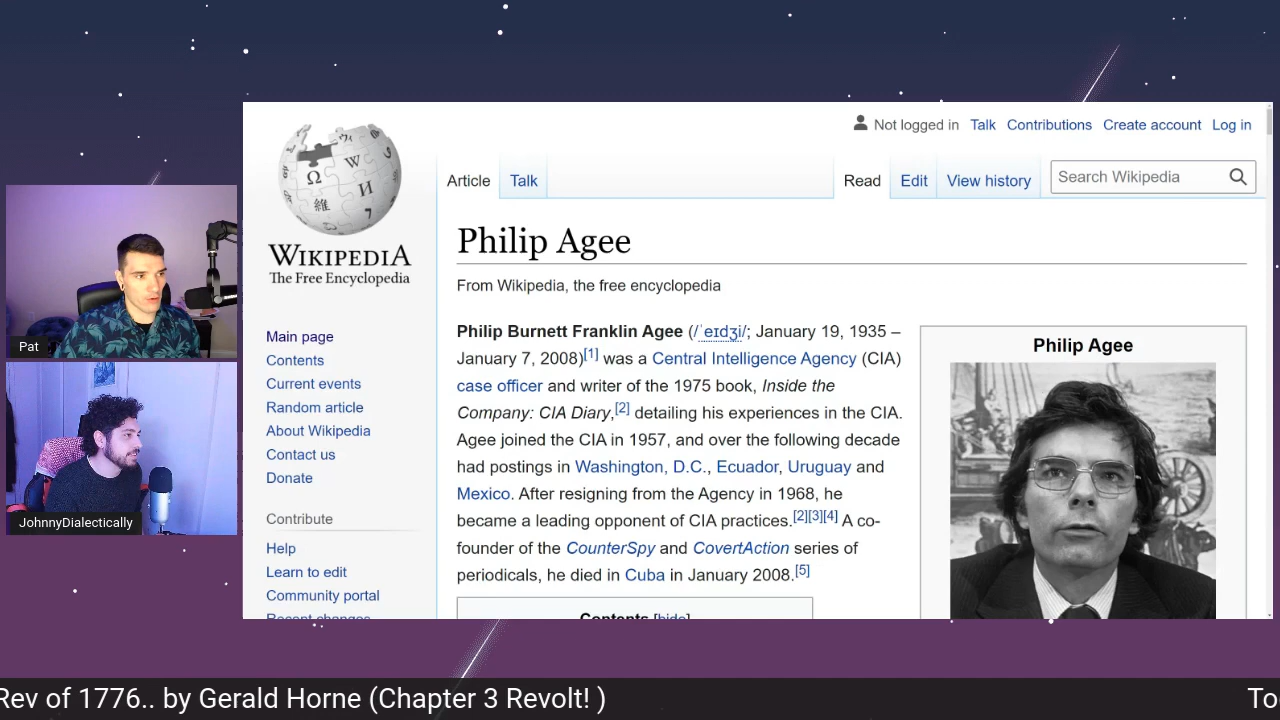 Not logged in Talk Contributions Create account Log in
Article Talk Read Edit View history Search Wikipedia
WIKIPEDIA
The Free Encyclopedia
Philip Agee
From Wikipedia, the free encyclopedia
Philip Burnett Franklin Agee (/ˈeɪdʒi/; January 19, 1935 –
January 7, 2008)[1] was a Central Intelligence Agency (CIA)
case officer and writer of the 1975 book, Inside the
Company: CIA Diary,[2] detailing his experiences in the CIA.
Agee joined the CIA in 1957, and over the following decade
had postings in Washington, D.C., Ecuador, Uruguay and
Mexico. After resigning from the Agency in 1968, he
became a leading opponent of CIA practices.[2][3][4] A co-
founder of the CounterSpy and CovertAction series of
periodicals, he died in Cuba in January 2008.[5]
Contents [hide]
Philip Agee
Main page
Contents
Current events
Random article
About Wikipedia
Contact us
Donate
Contribute
Help
Learn to edit
Community portal
Recent changes
Pat
JohnnyDialectically
Rev of 1776.. by Gerald Horne (Chapter 3 Revolt! )
To